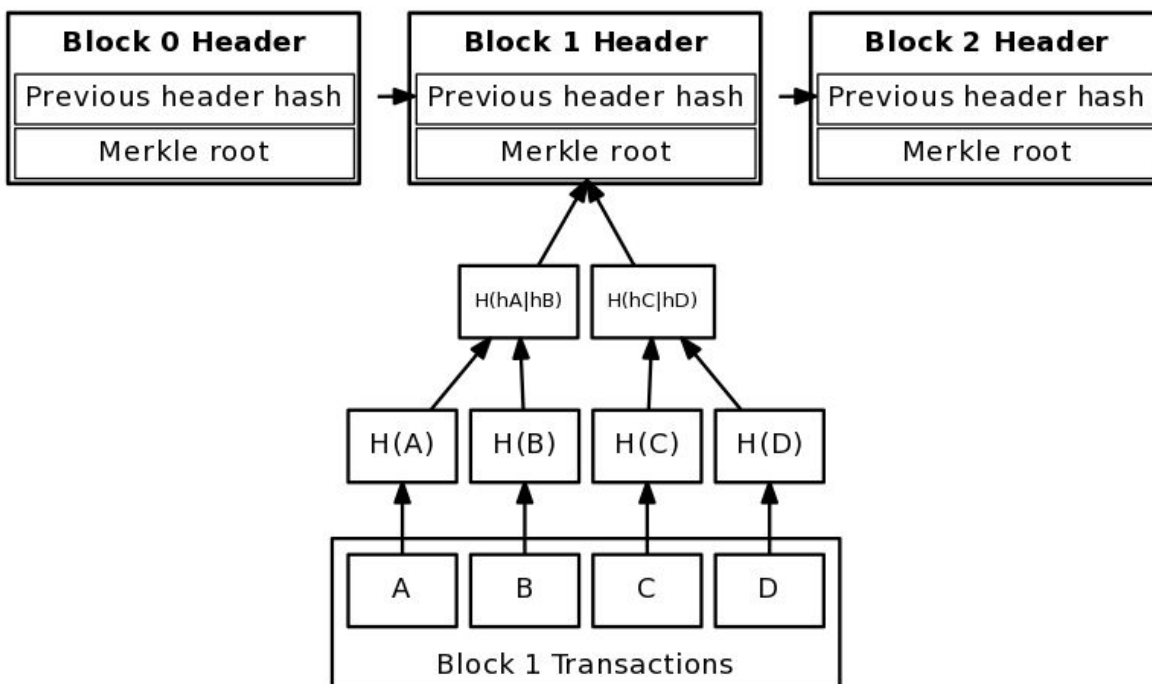 Block 0 Header
Block 1 Header
Block 2 Header
Previous header hash
Previous header hash
Previous header hash
Merkle root
Merkle root
Merkle root
H(hA|hB)
H(hC|hD)
H(A)
H(B)
H(C)
H(D)
A
B
C
D
Block 1 Transactions